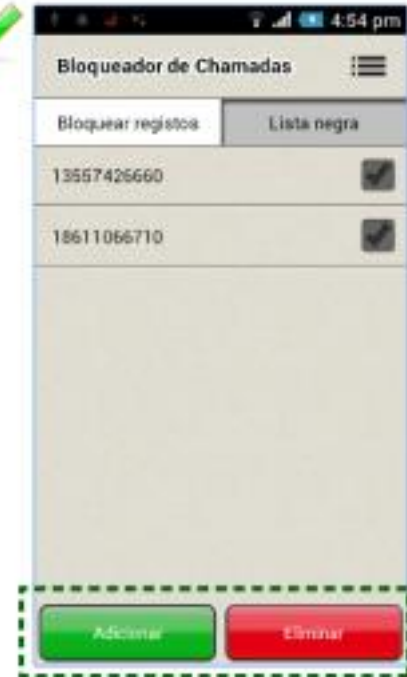 4:54 pm
Bloqueador de Chamadas
Bloquear registos Lista negra
13557426660
18611066710
Adicionar Eliminar